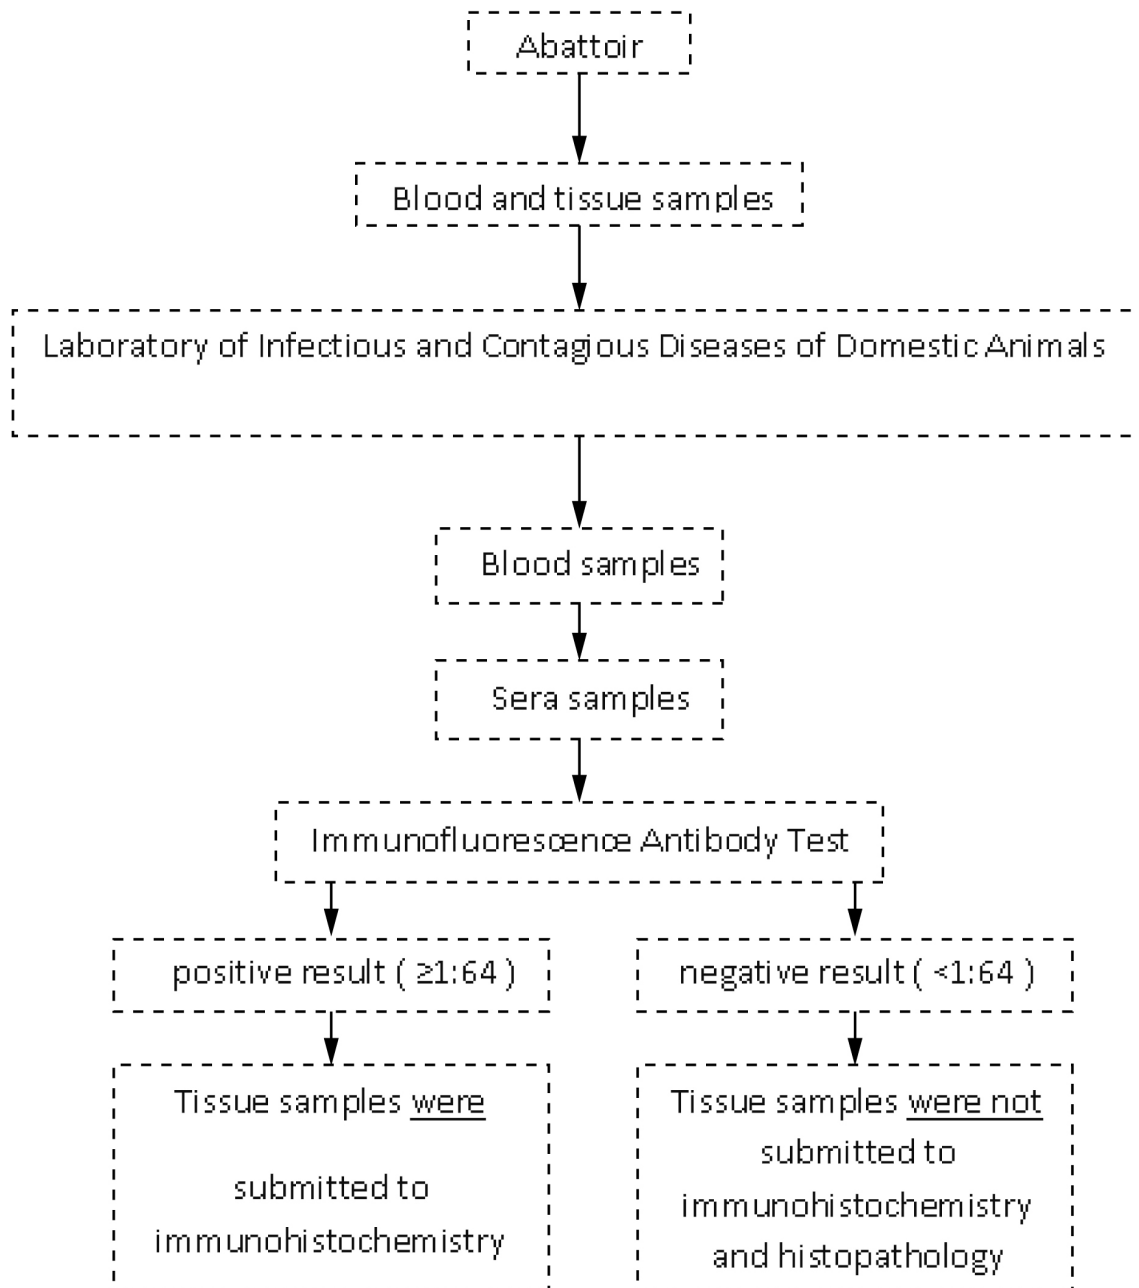 Abattoir
Blood and tissue samples
Laboratory of Infectious and Contagious Diseases of Domestic Animals
Blood samples
Sera samples
Immunofluorescence Antibody Test
positive result ( ≥1:64 )
negative result ( <1:64 )
Tissue samples were
submitted to
immunohistochemistry
Tissue samples were not
submitted to
immunohistochemistry
and histopathology